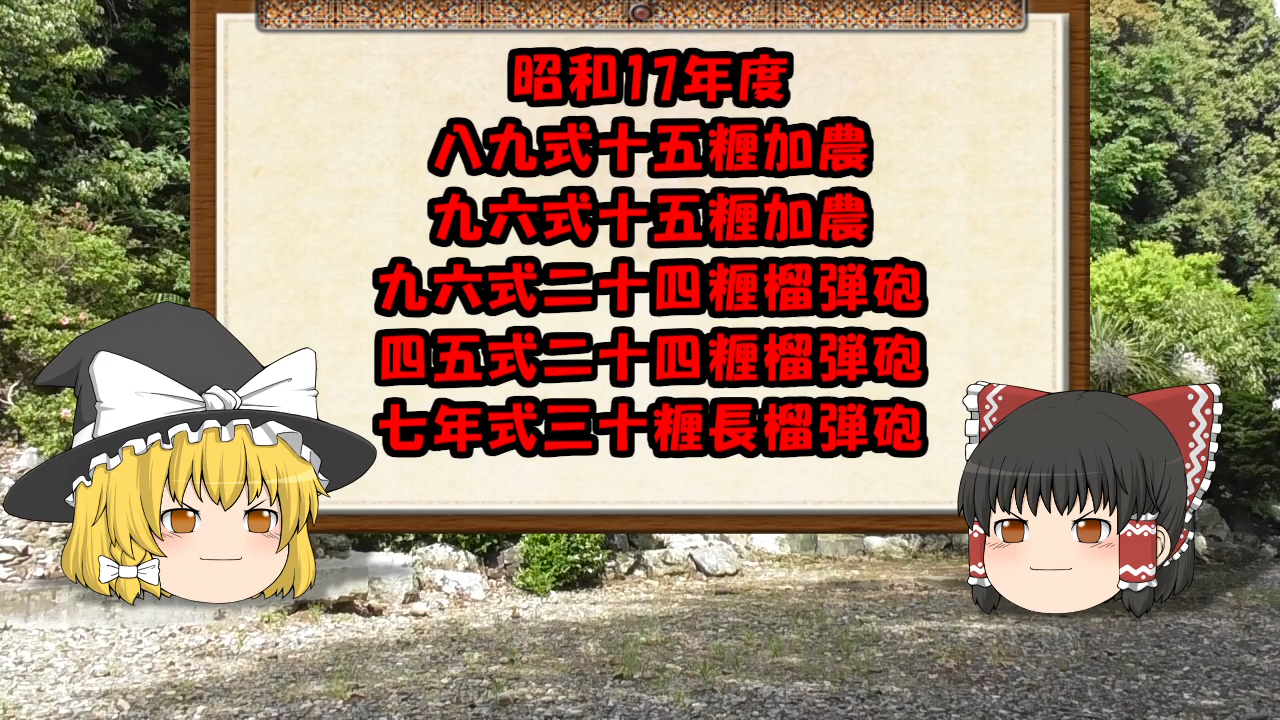 昭和17年度
八九式十五糎加農
九六式十五糎加農
九六式二十四糎榴弾砲
四五式二十四糎榴弾砲
七年式三十糎長榴弾砲